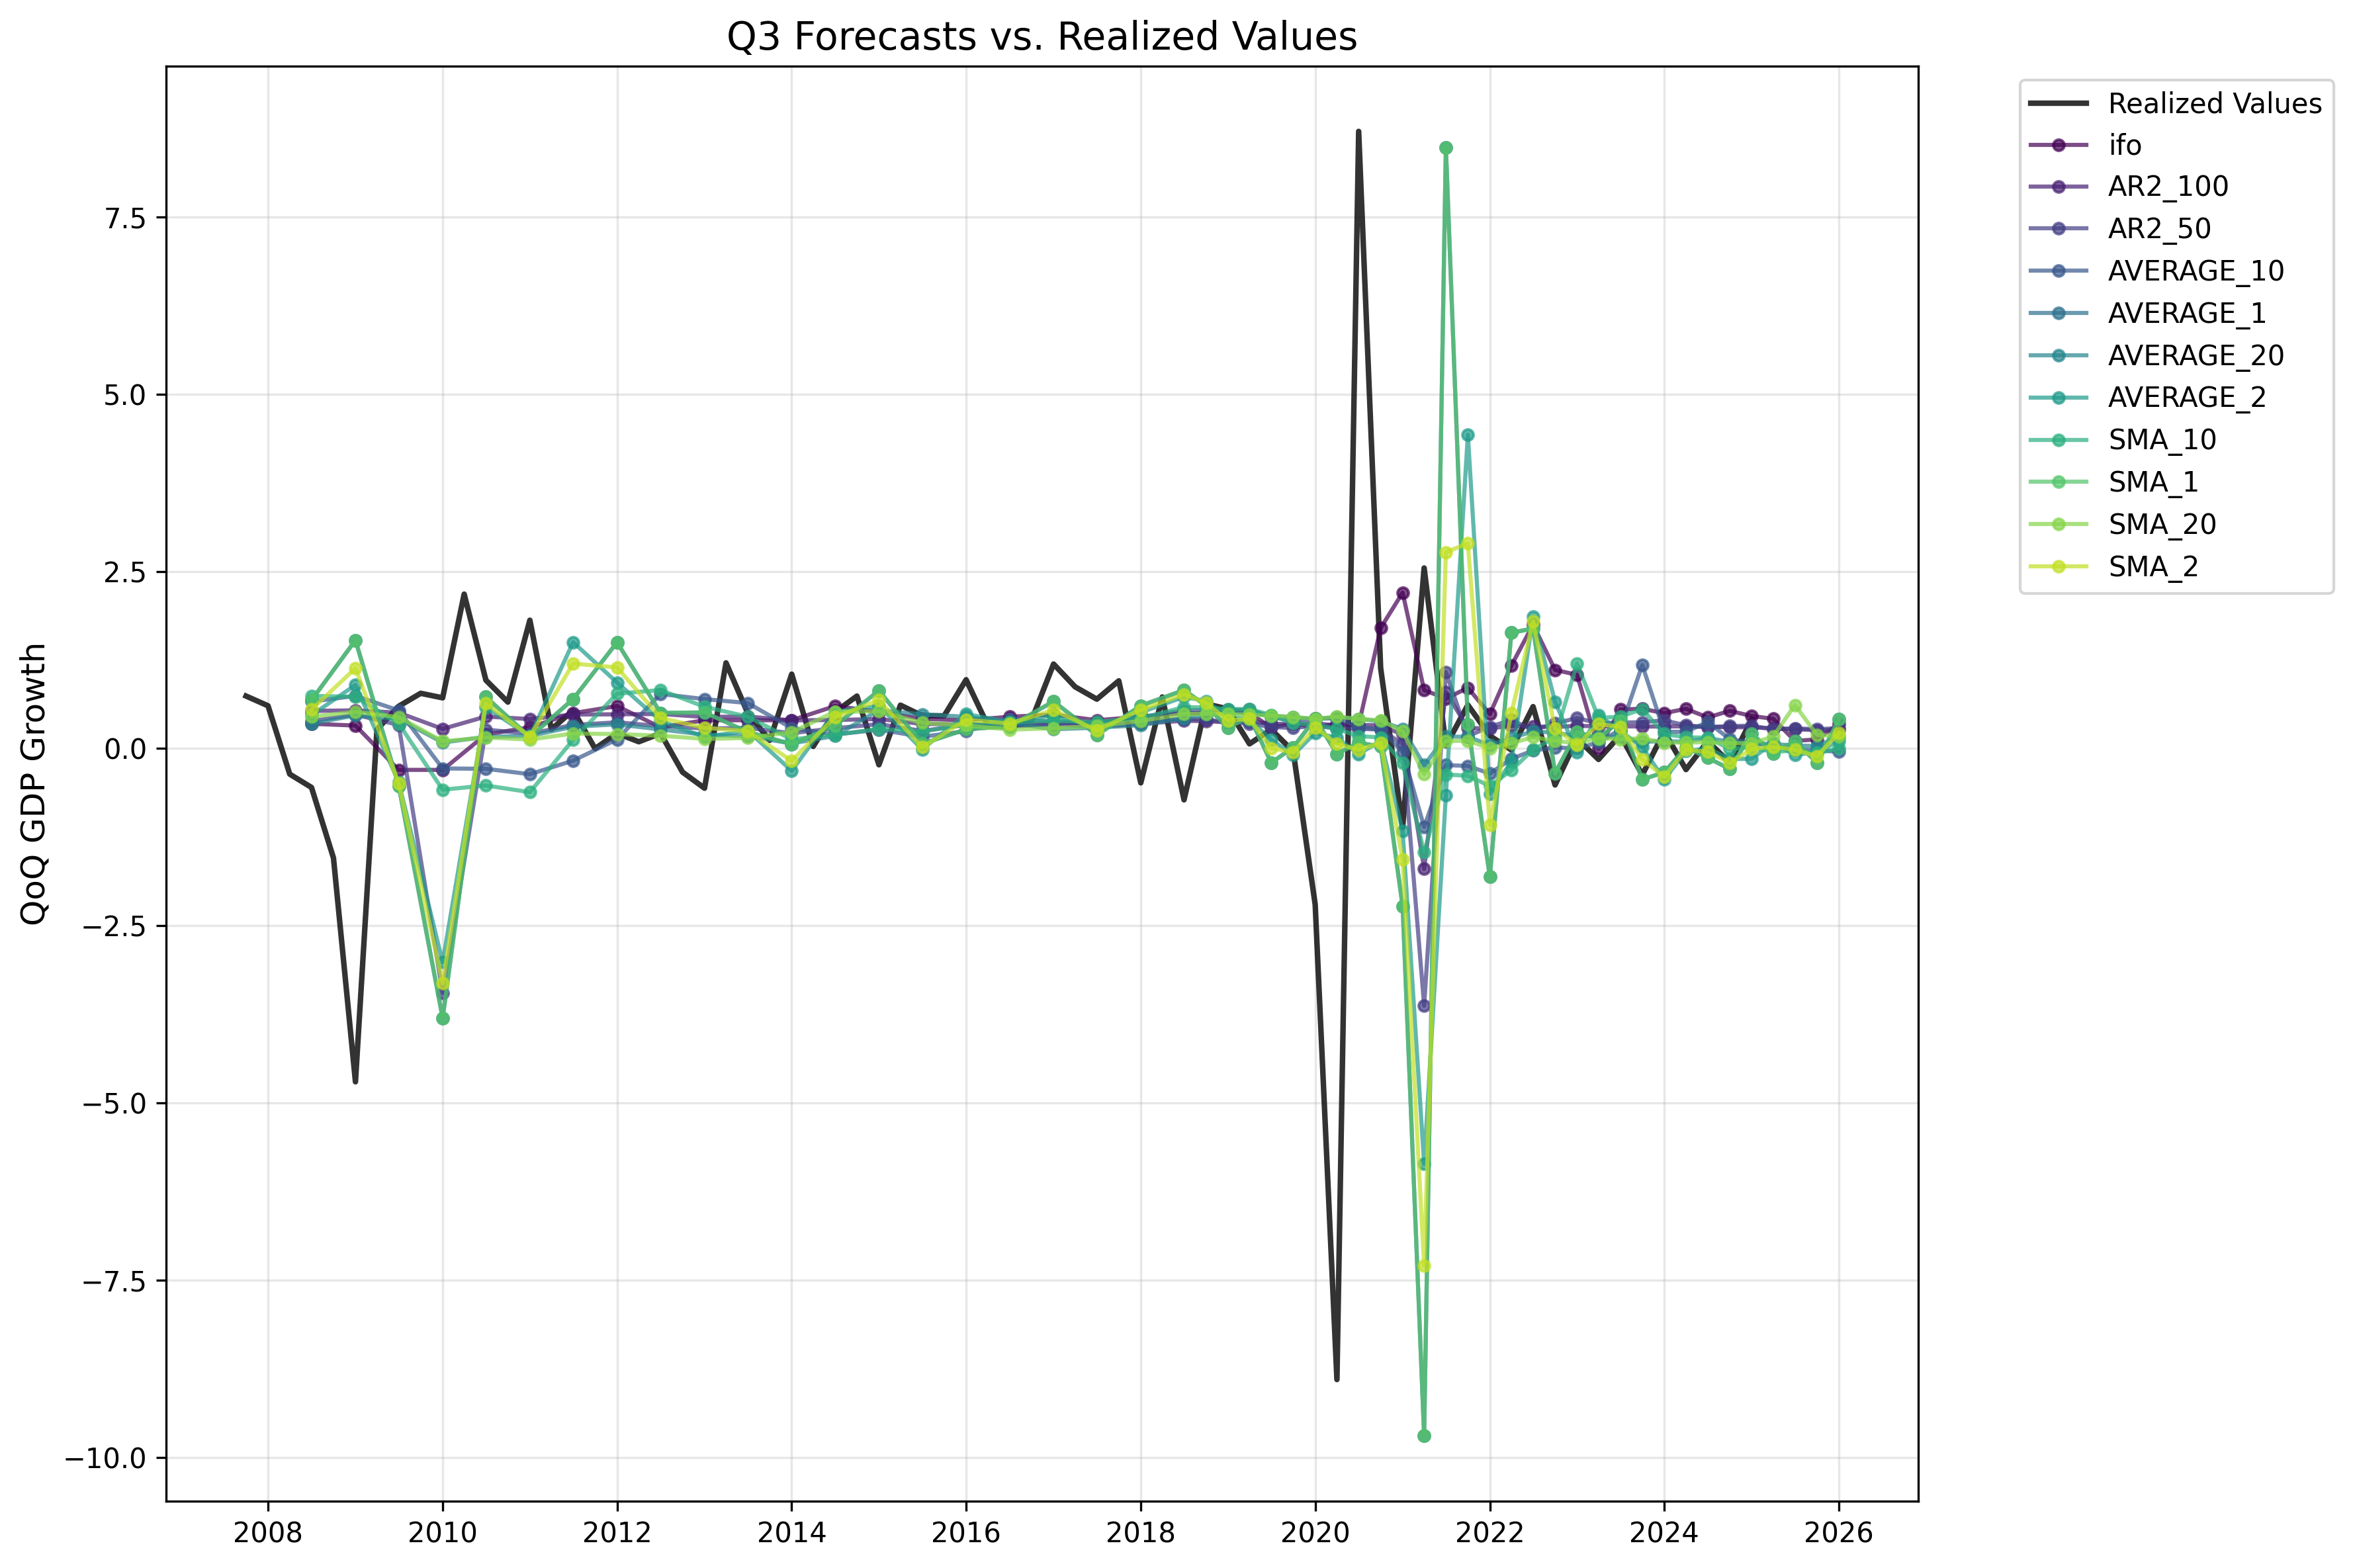 Q3 Forecasts vs. Realized Values
QoQ GDP Growth
7.5
5.0
2.5
0.0
−2.5
−5.0
−7.5
−10.0
2008
2010
2012
2014
2016
2018
2020
2022
2024
2026
Realized Values
ifo
AR2_100
AR2_50
AVERAGE_10
AVERAGE_1
AVERAGE_20
AVERAGE_2
SMA_10
SMA_1
SMA_20
SMA_2